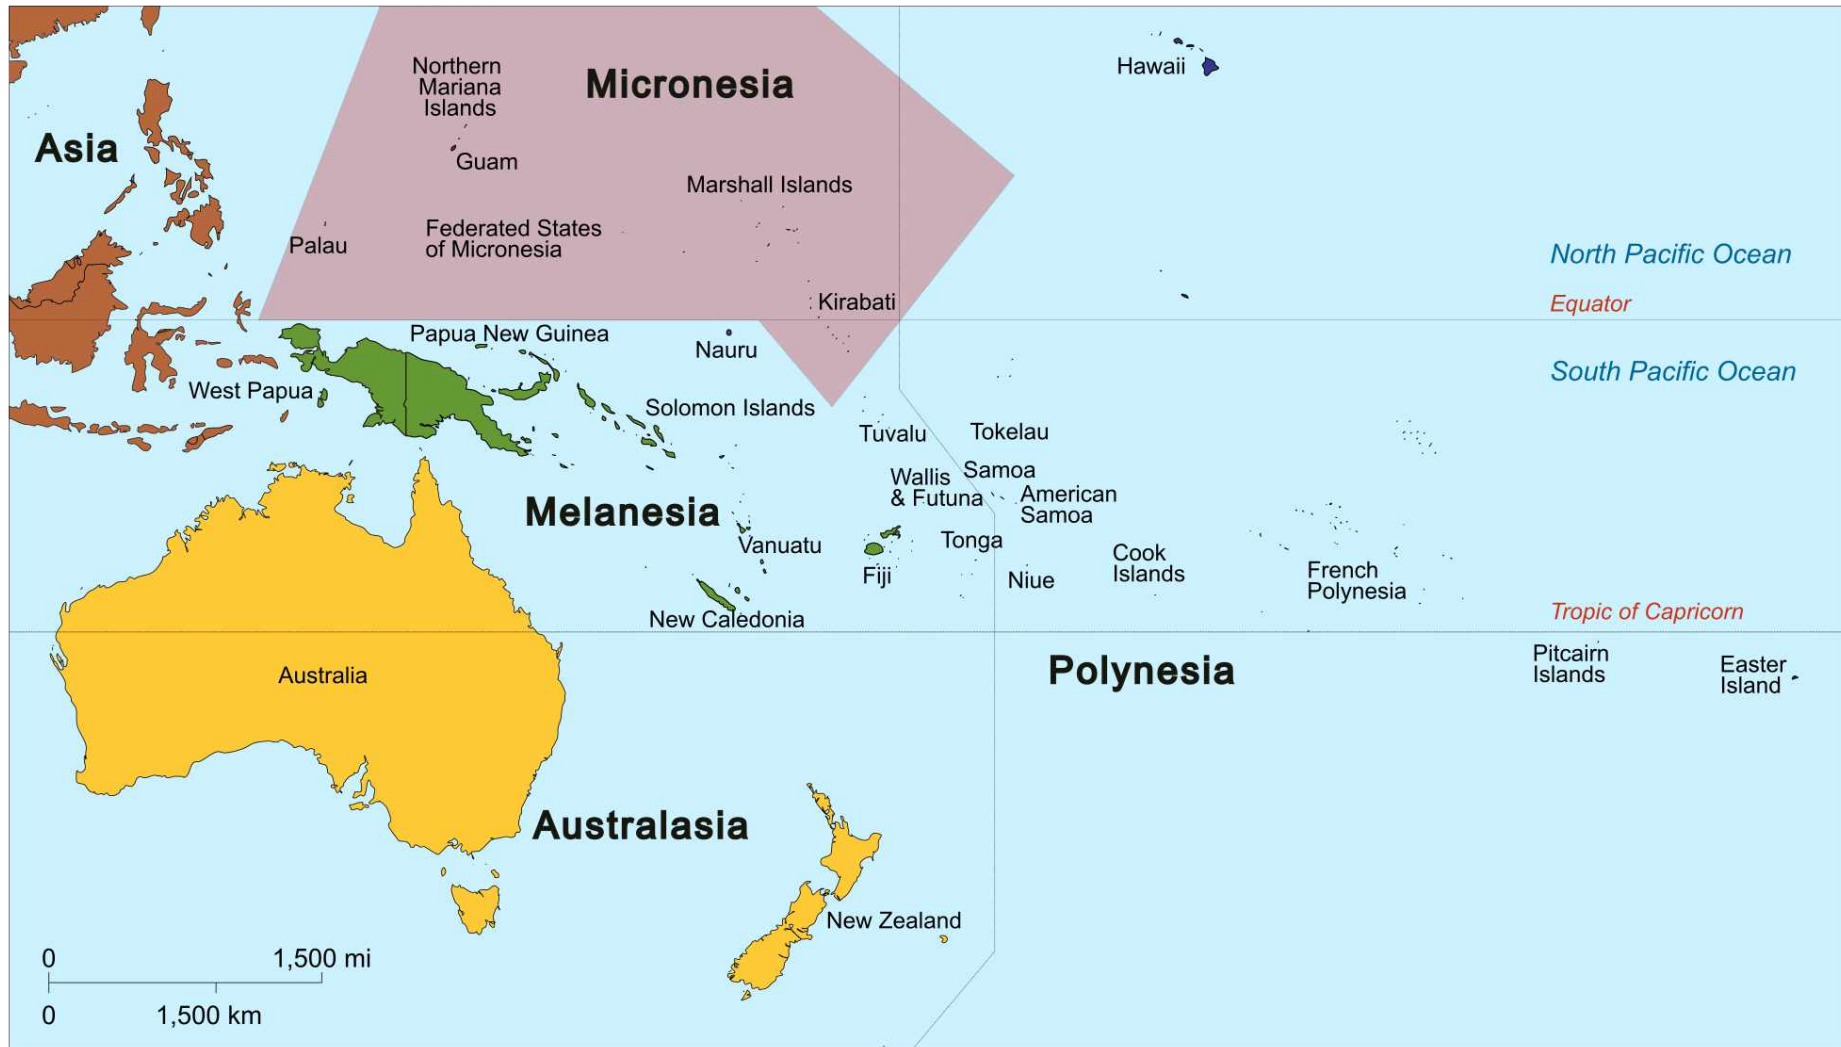 Northern
Mariana
Islands
Micronesia
Hawaii
Asia
Guam
Marshall Islands
Palau
Federated States
of Micronesia
North Pacific Ocean
Kirabati
Equator
Papua New Guinea
Nauru
South Pacific Ocean
West Papua
Solomon Islands
Tuvalu
Tokelau
Samoa
Wallis
& Futuna
American
Samoa
Melanesia
Vanuatu
Tonga
Fiji
Niue
Cook
Islands
French
Polynesia
New Caledonia
Tropic of Capricorn
Australia
Polynesia
Pitcairn
Islands
Easter
Island
Australasia
New Zealand
0 1,500 mi
0 1,500 km